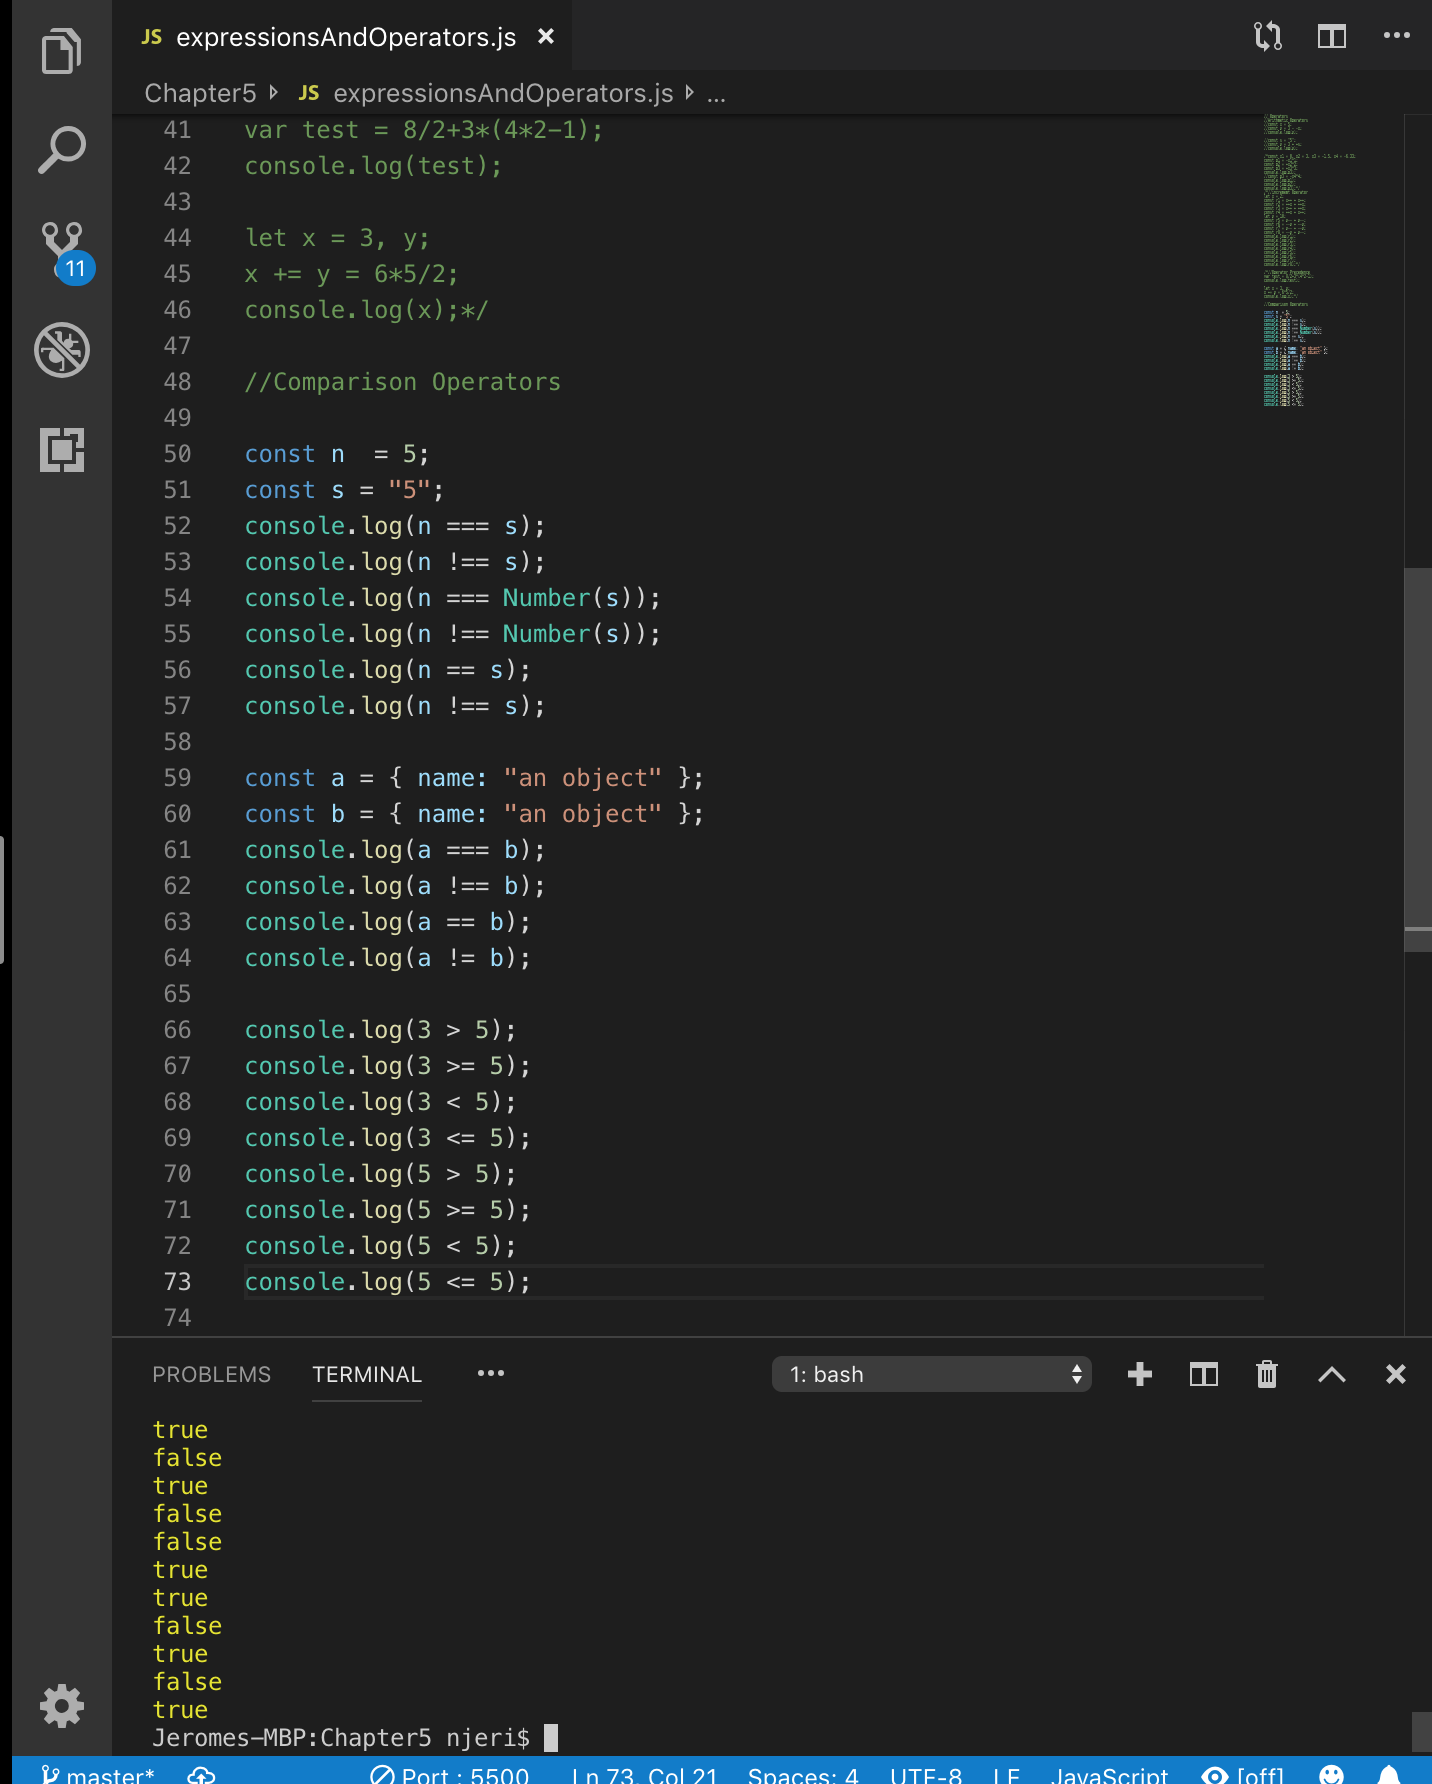 JS expressionsAndOperators.js ×
Chapter5 JS expressionsAndOperators.js ...
41 var test = 8/2+3*(4*2-1);
42 console.log(test);
43
44 let x = 3, y;
45 x += y = 6*5/2;
46 console.log(x);*/
47
48 //Comparison Operators
49
50 const n  = 5;
51 const s = "5";
52 console.log(n === s);
53 console.log(n !== s);
54 console.log(n === Number(s));
55 console.log(n !== Number(s));
56 console.log(n == s);
57 console.log(n !== s);
58
59 const a = { name: "an object" };
60 const b = { name: "an object" };
61 console.log(a === b);
62 console.log(a !== b);
63 console.log(a == b);
64 console.log(a != b);
65
66 console.log(3 > 5);
67 console.log(3 >= 5);
68 console.log(3 < 5);
69 console.log(3 <= 5);
70 console.log(5 > 5);
71 console.log(5 >= 5);
72 console.log(5 < 5);
73 console.log(5 <= 5);
74
11
PROBLEMS TERMINAL ... 1: bash
true
false
true
false
false
true
true
false
true
false
true
Jeromes-MBP:Chapter5 njeri$
master* Port : 5500 Ln 73, Col 21 Spaces: 4 UTF-8 LF JavaScript [off]